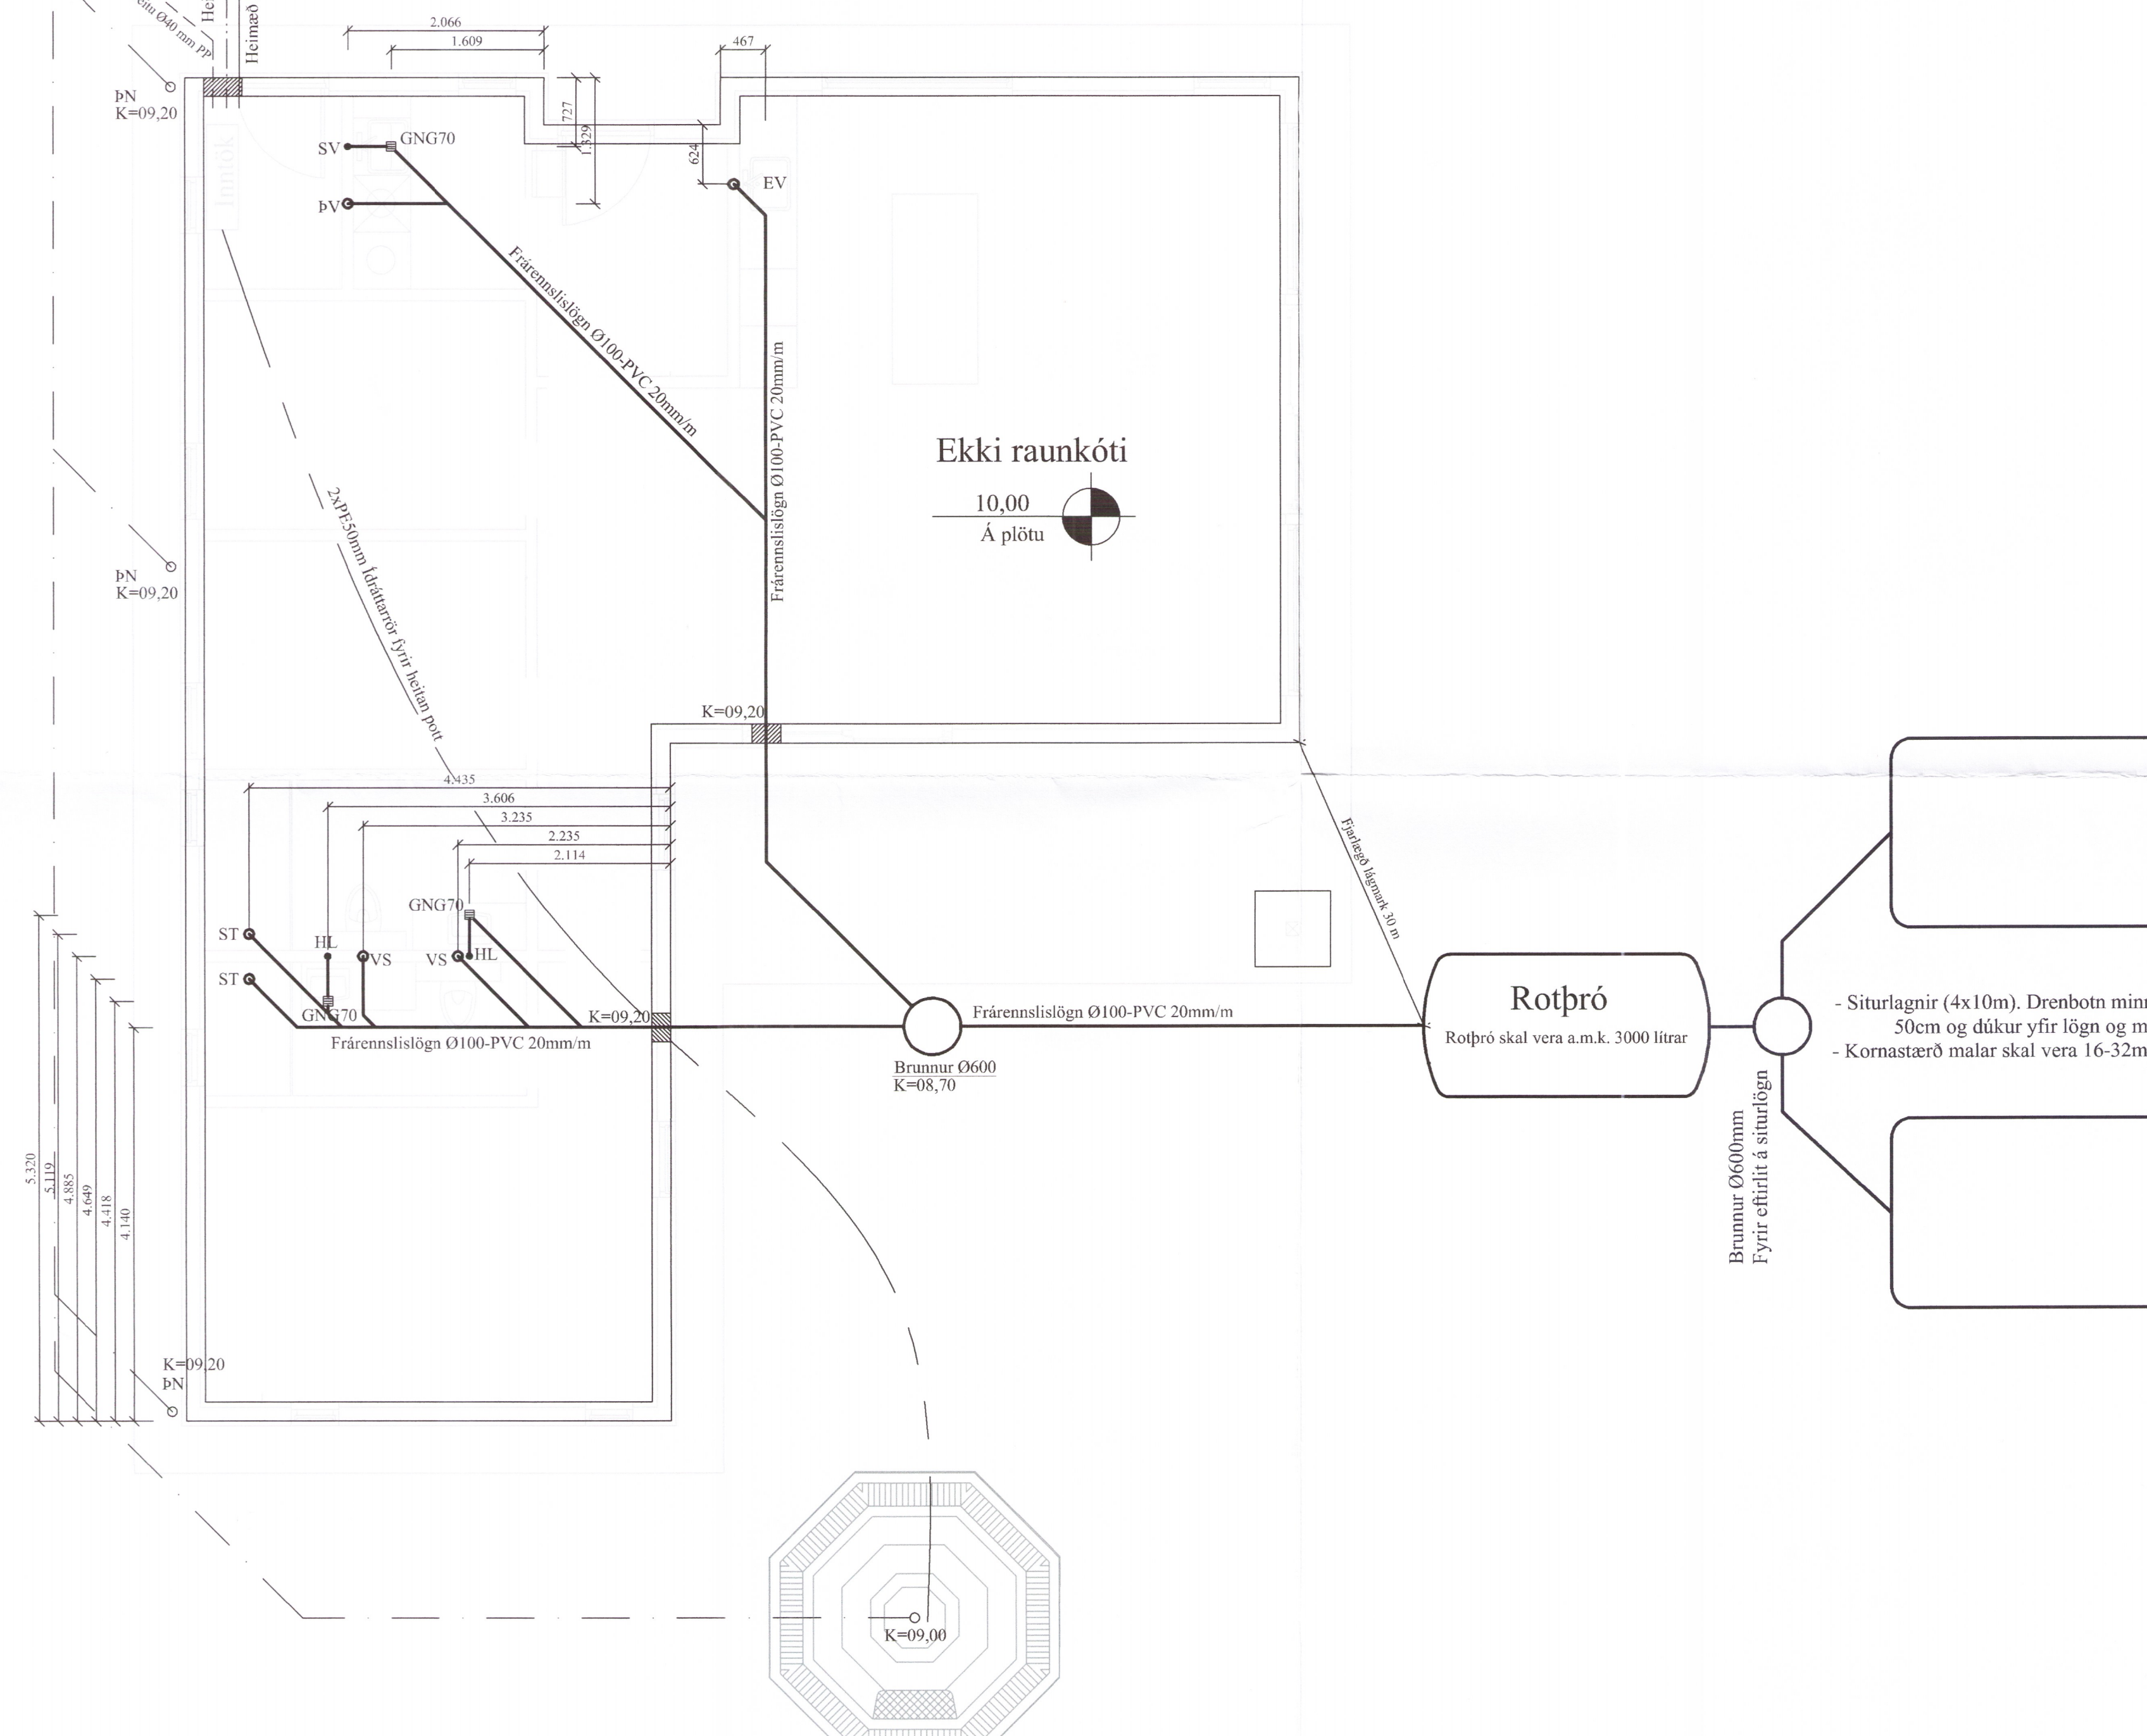 Ø40 mm PP
Heimæð
2.066
1.609
467
727
1.329
624
ÞN
K=09,20
SV
GNG70
ÞV
EV
Inntök
Frárennslislögn Ø100-PVC 20mm/m
Frárennslislögn Ø100-PVC 20mm/m
Ekki raunkóti
10,00
Á plötu
2xPE50mm Ídráttarrör fyrir heitan pott
ÞN
K=09,20
K=09,20
4.435
3.606
3.235
2.235
2.114
Fjarlægð lágmark 30 m
GNG70
ST
HL
VS
VS
HL
ST
GNG70
K=09,20
Frárennslislögn Ø100-PVC 20mm/m
Frárennslislögn Ø100-PVC 20mm/m
Brunnur Ø600
K=08,70
Rotþró
Rotþró skal vera a.m.k. 3000 lítrar
- Siturlagnir (4x10m). Drenbotn
50cm og dúkur yfir lögn og
- Kornastærð malar skal vera 16-32m
Brunnur Ø600mm
Fyrir eftirlit á siturlögn
5.320
5.119
4.885
4.649
4.418
4.140
K=09,20
ÞN
K=09,00